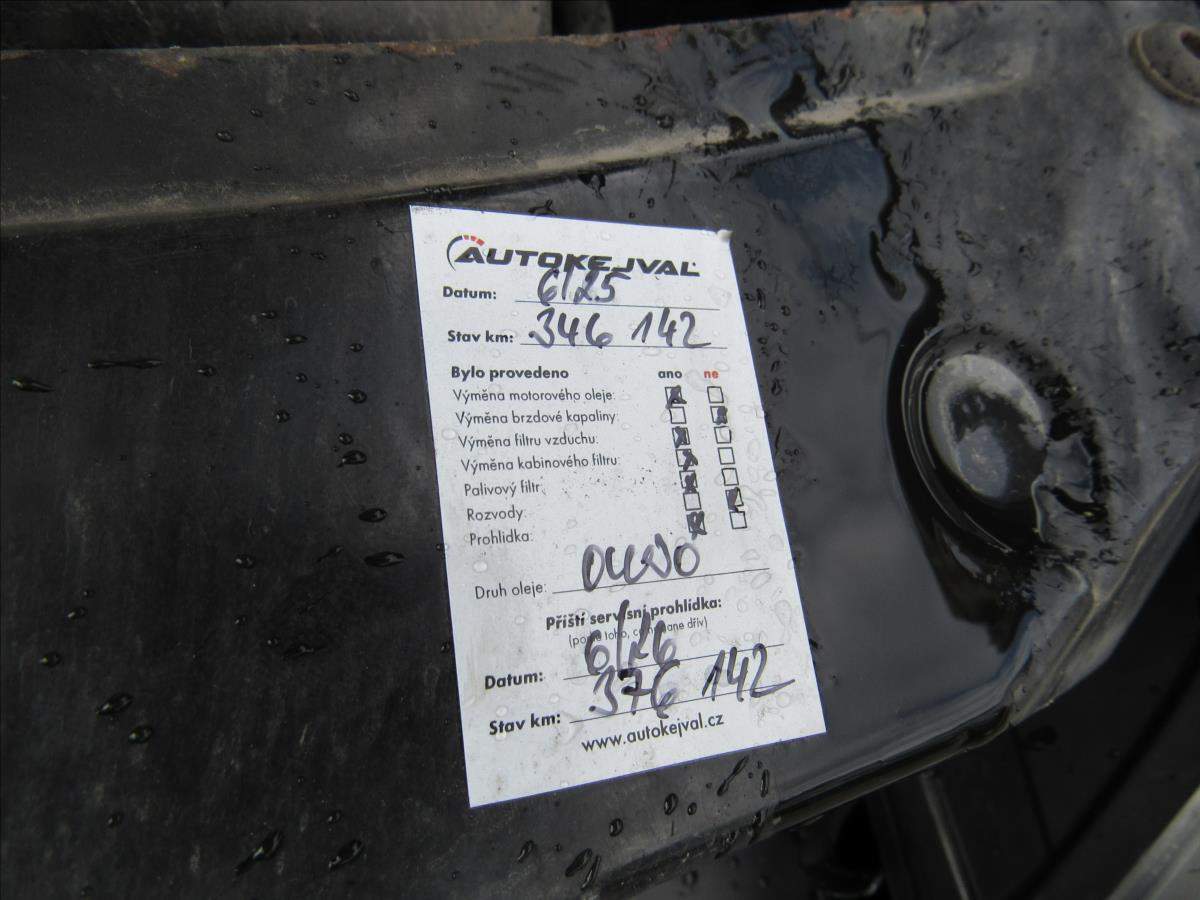 AUTOKEJVAL
Datum: 6/25
Stav km: 346 142
Bylo provedeno ano ne
Výměna motorového oleje:
Výměna brzdové kapaliny:
Výměna filtru vzduchu:
Výměna kabinového filtru:
Palivový filtr:
Rozvody:
Prohlídka:
Druh oleje: 0W30
Příští servisní prohlídka:
Datum: 6/26
Stav km: 376 142
www.autokejval.cz